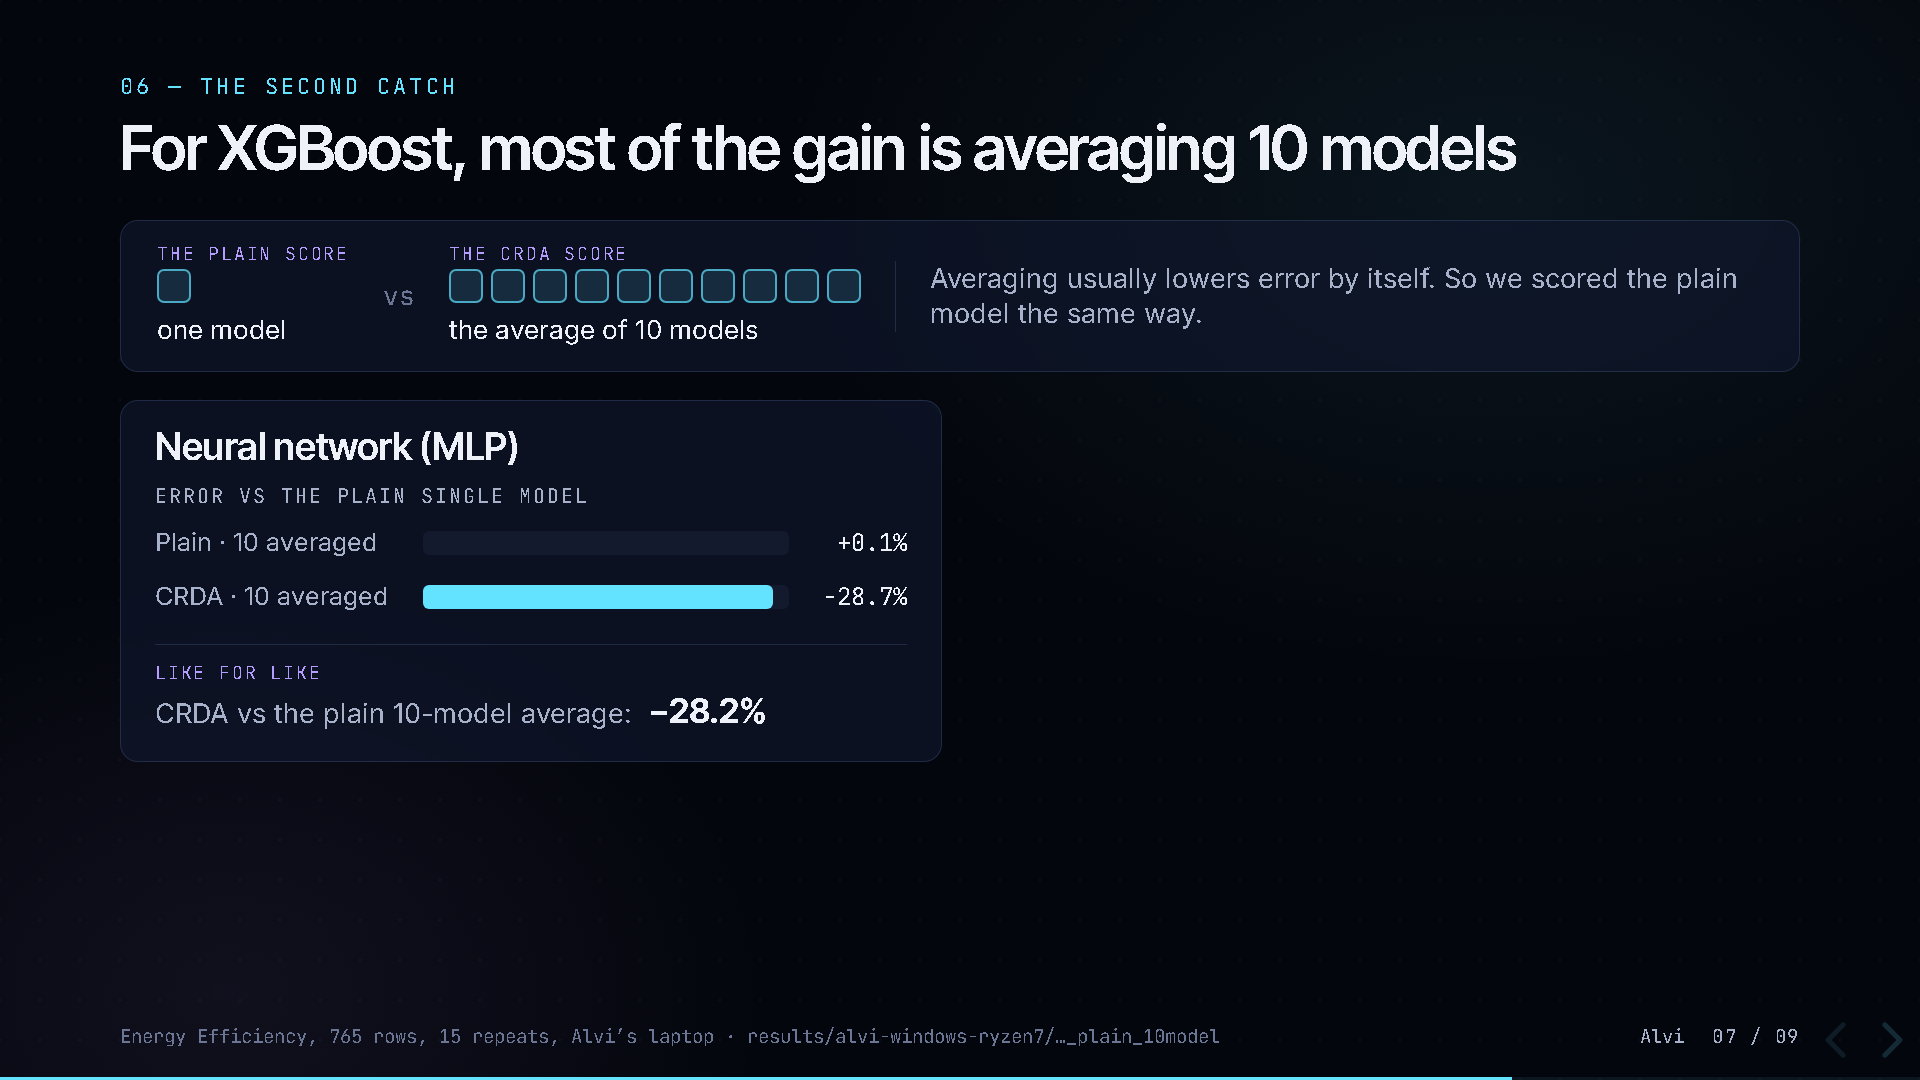 06 — THE SECOND CATCH
For XGBoost, most of the gain is averaging 10 models
THE PLAIN SCORE
one model
vs
THE CRDA SCORE
the average of 10 models
Averaging usually lowers error by itself. So we scored the plain
model the same way.
Neural network (MLP)
ERROR VS THE PLAIN SINGLE MODEL
Plain · 10 averaged +0.1%
CRDA · 10 averaged -28.7%
LIKE FOR LIKE
CRDA vs the plain 10-model average: −28.2%
Energy Efficiency, 765 rows, 15 repeats, Alvi’s laptop · results/alvi-windows-ryzen7/…_plain_10model
Alvi 07 / 09